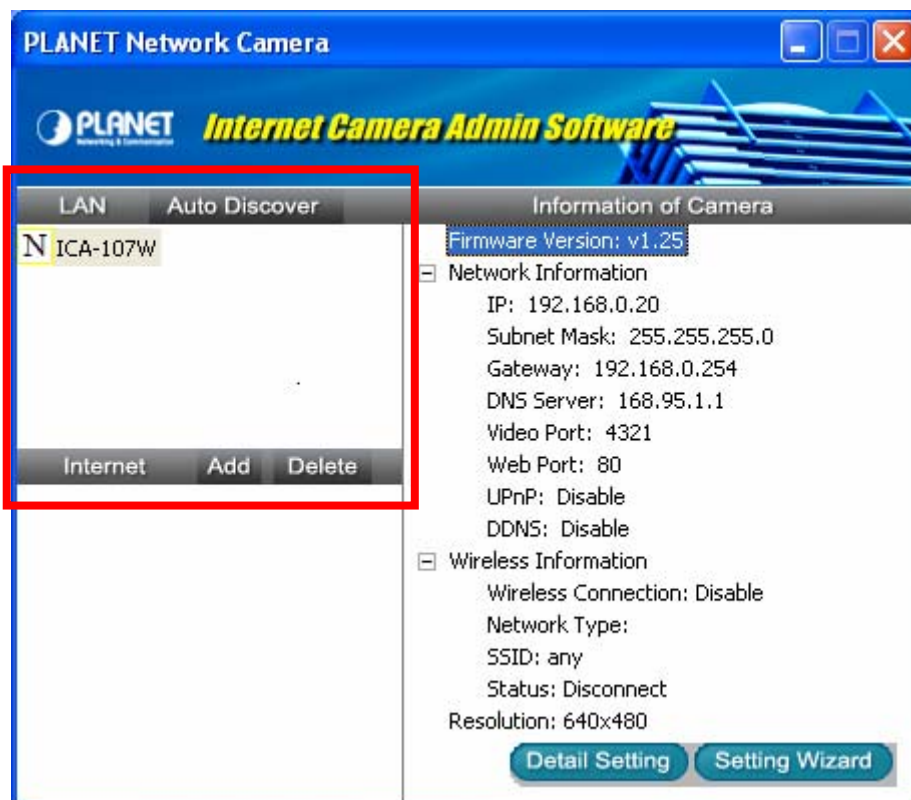 PLANET Network Camera
PLANET Internet Camera Admin Software
Networking & Communication
LAN Auto Discover
N ICA-107W
Internet Add Delete
Information of Camera
Firmware Version: v1.25
Network Information
IP: 192.168.0.20
Subnet Mask: 255.255.255.0
Gateway: 192.168.0.254
DNS Server: 168.95.1.1
Video Port: 4321
Web Port: 80
UPnP: Disable
DDNS: Disable
Wireless Information
Wireless Connection: Disable
Network Type:
SSID: any
Status: Disconnect
Resolution: 640x480
Detail Setting Setting Wizard